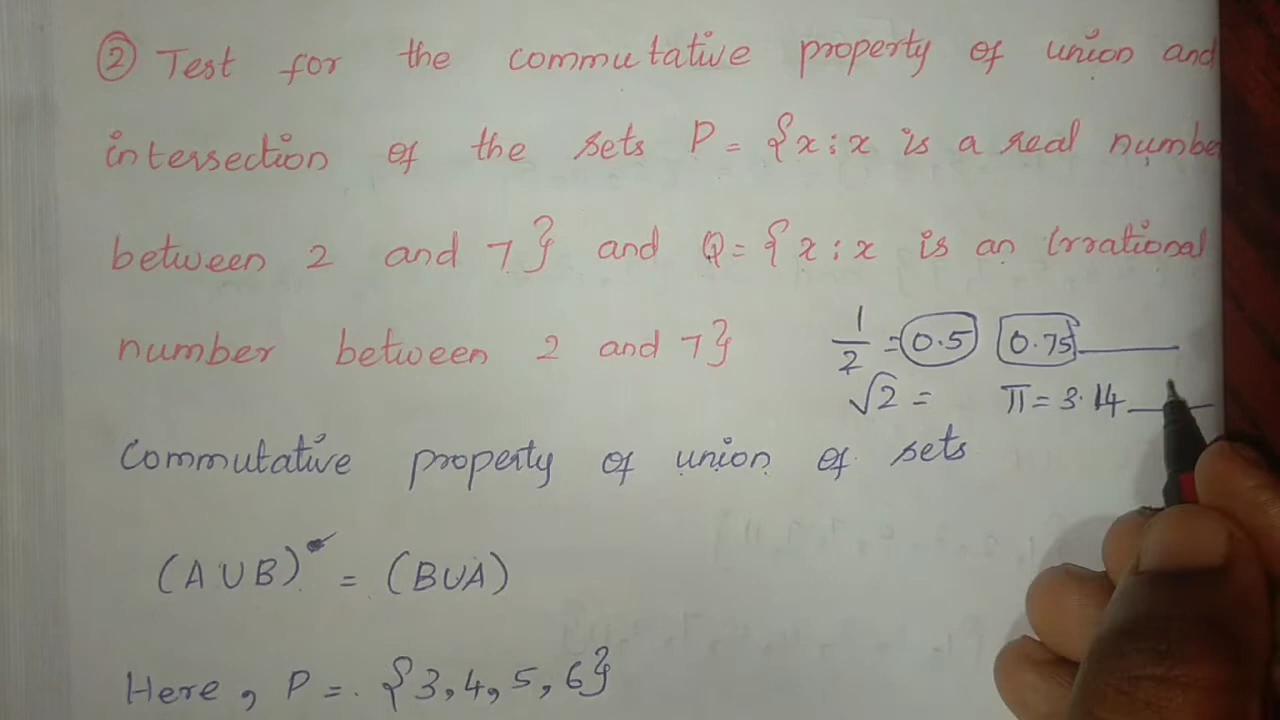 ② Test for the commutative property of union and
intersection of the sets P = {x : x is a real numbe
between 2 and 7} and Q = {x : x is an Irrational
number between 2 and 7}
1/2 = 0.5 0.75
√2 = π = 3.14
Commutative property of union of sets
(A∪B) = (B∪A)
Here, P = {3,4,5,6}